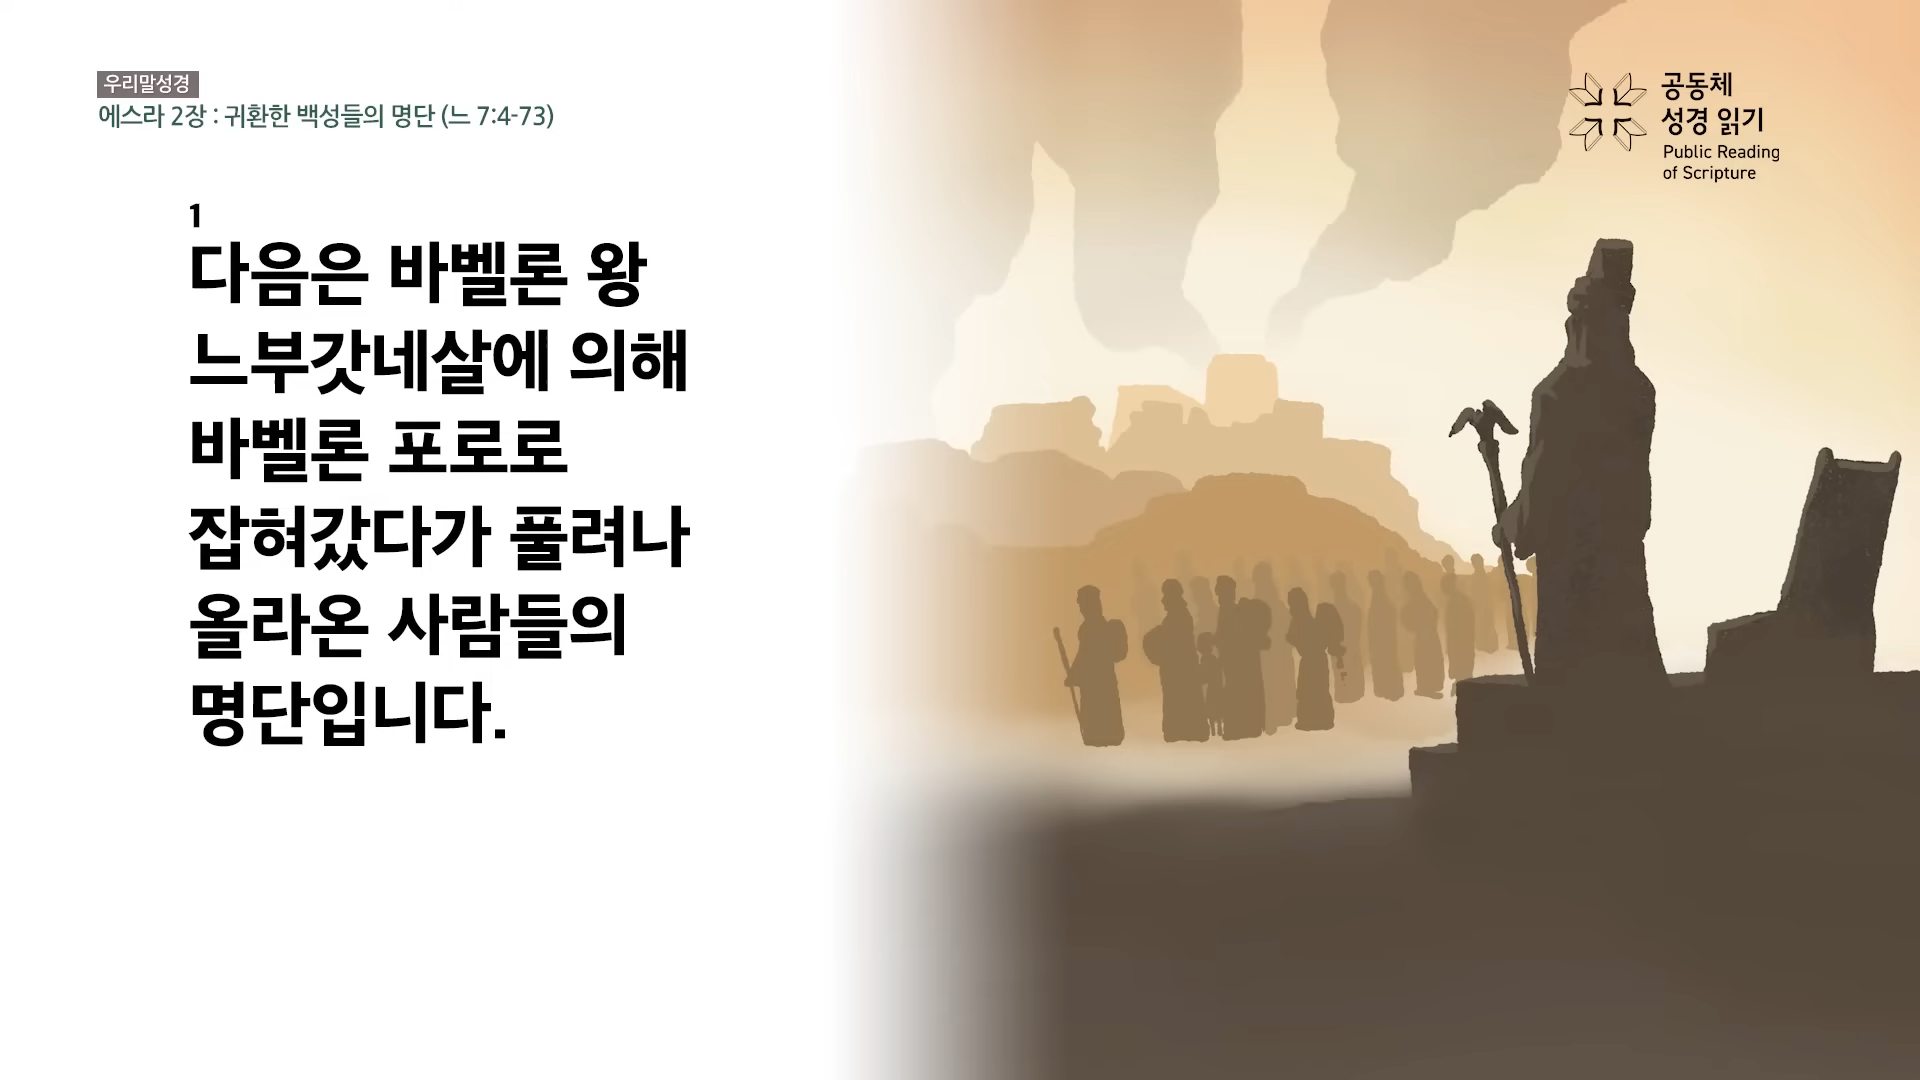 우리말성경
에스라 2장 : 귀환한 백성들의 명단 (느 7:4-73)
공동체
성경 읽기
Public Reading
of Scripture
1
다음은 바벨론 왕
느부갓네살에 의해
바벨론 포로로
잡혀갔다가 풀려나
올라온 사람들의
명단입니다.